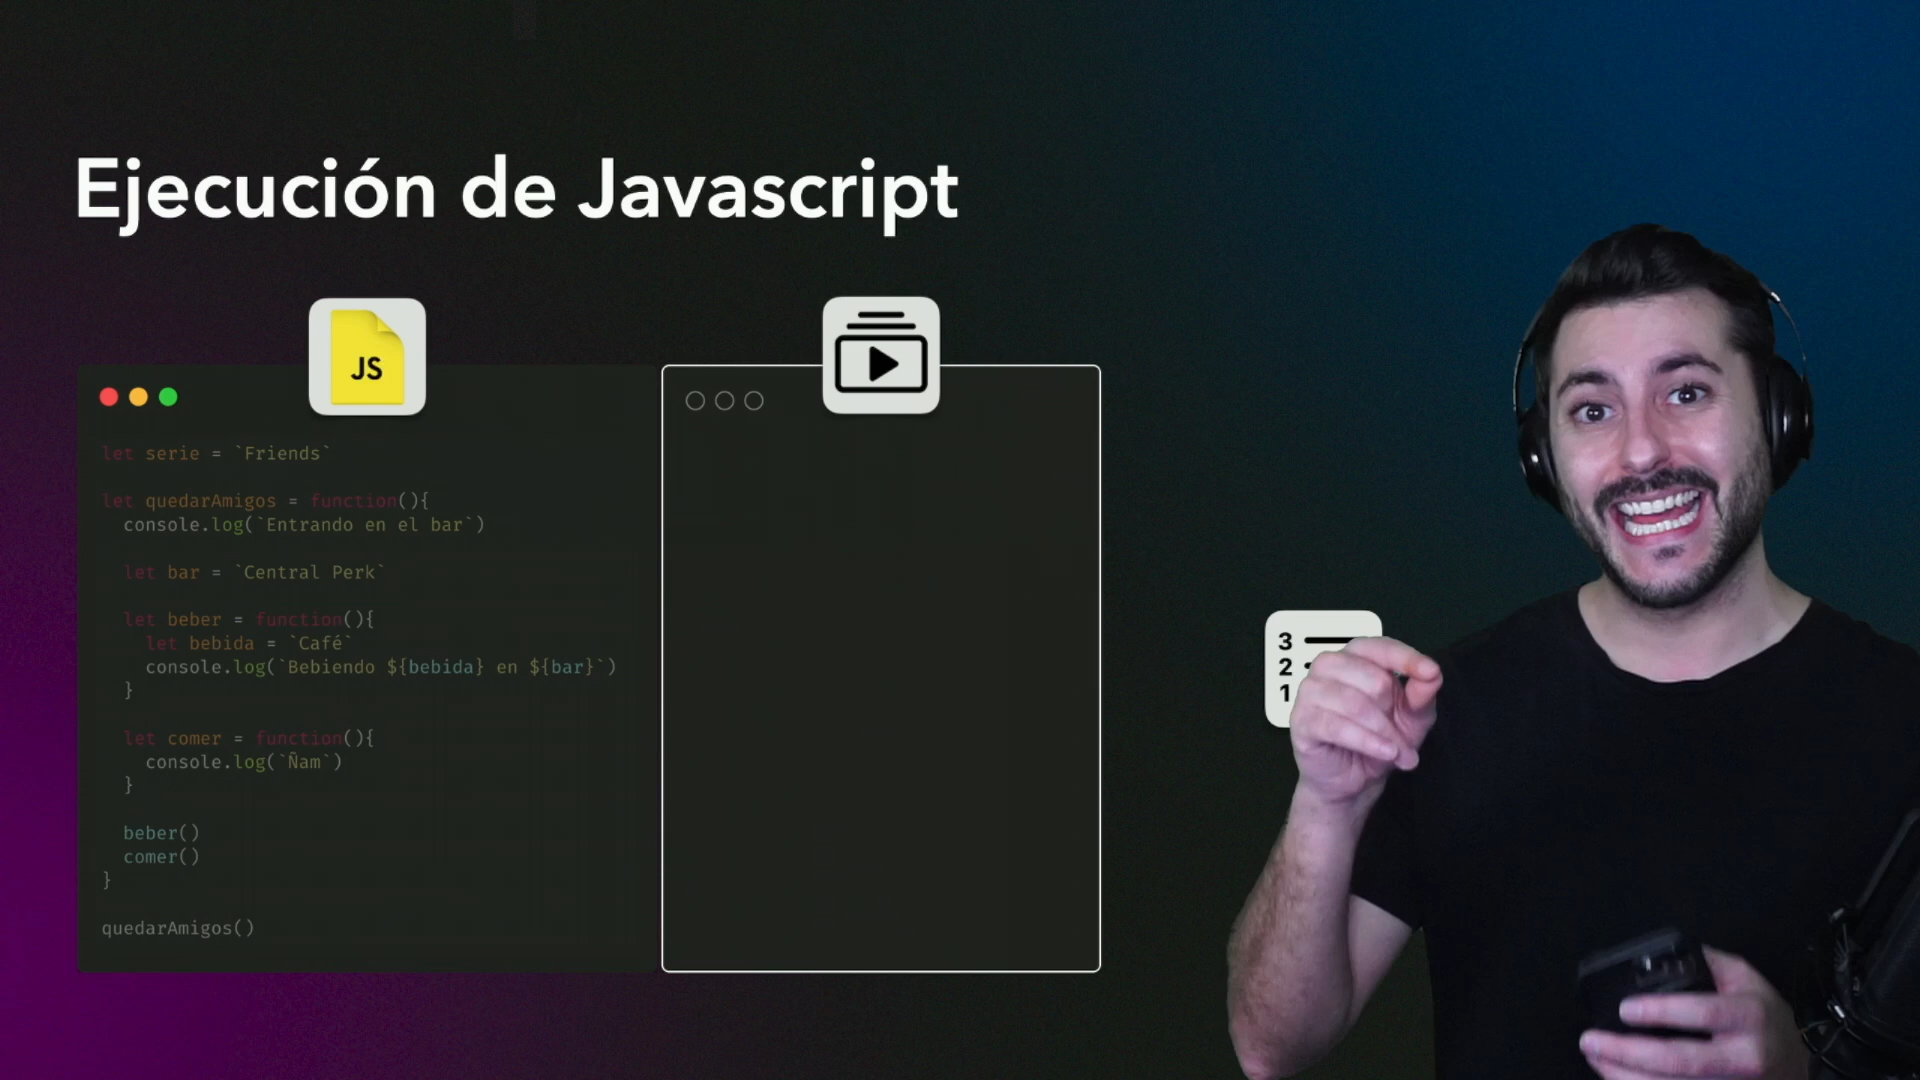 Ejecución de Javascript
JS
let serie = `Friends`
let quedarAmigos = function(){
console.log(`Entrando en el bar`)
let bar = `Central Perk`
let beber = function(){
let bebida = `Café`
console.log(`Bebiendo ${bebida} en ${bar}`)
}
let comer = function(){
console.log(`Ñam`)
}
beber()
comer()
}
quedarAmigos()
3
2
1